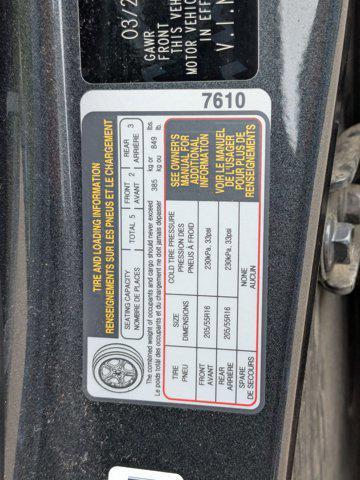 03/2
GAWR
FRONT
THIS VEH
MOTOR VEHIC
IN EFF
V.I.N
7610
TIRE AND LOADING INFORMATION
RENSEIGNEMENTS SUR LES PNEUS ET LE CHARGEMENT
SEATING CAPACITY
NOMBRE DE PLACES
TOTAL 5
FRONT 2
AVANT
REAR 3
ARRIÈRE
The combined weight of occupants and cargo should never exceed 385 kg or 849 lbs.
Le poids total des occupants et du chargement ne doit jamais dépasser kg ou lb.
TIRE
PNEU
SIZE
DIMENSIONS
COLD TIRE PRESSURE
PRESSION DES
PNEUS À FROID
FRONT
AVANT
205/55R16
230kPa, 33psi
REAR
ARRIÈRE
205/55R16
230kPa, 33psi
SPARE
DE SECOURS
NONE
AUCUN
SEE OWNER'S
MANUAL FOR
ADDITIONAL
INFORMATION
VOIR LE MANUEL
DE L'USAGER
POUR PLUS DE
RENSEIGNEMENTS